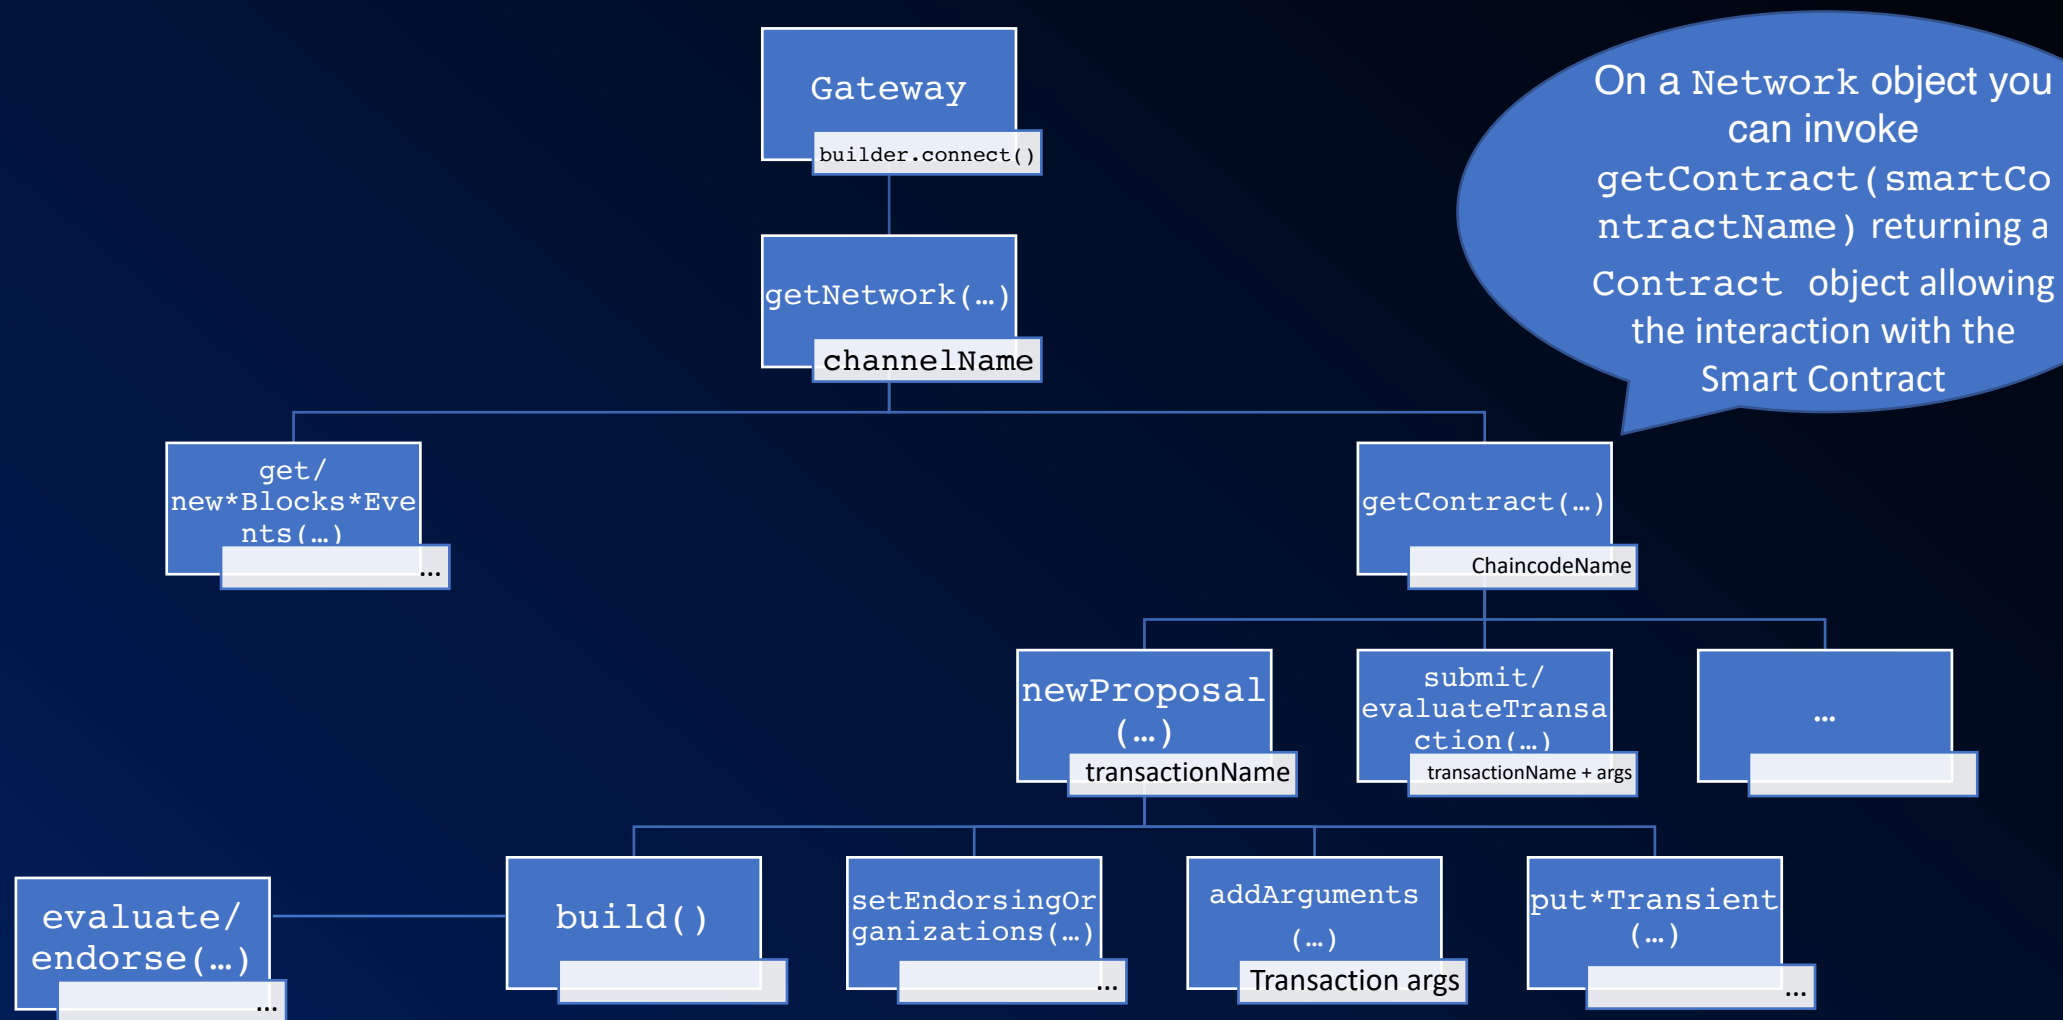 Gateway
builder.connect()
On a Network object you
can invoke
getContract(smartCo
ntractName) returning a
Contract object allowing
the interaction with the
Smart Contract
getNetwork(…)
channelName
get/
new*Blocks*Eve
nts(…)
...
getContract(…)
ChaincodeName
newProposal
(…)
transactionName
submit/
evaluateTransa
ction(…)
transactionName + args
...
evaluate/
endorse(…)
...
build()
setEndorsingOr
ganizations(…)
...
addArguments
(…)
Transaction args
put*Transient
(…)
...